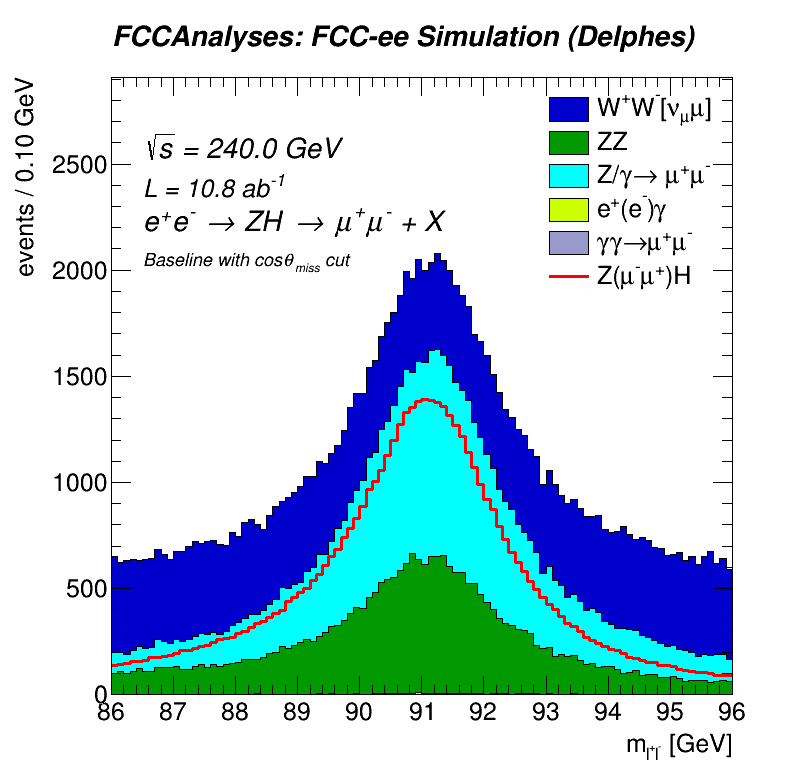 FCCAnalyses: FCC-ee Simulation (Delphes)
events / 0.10 GeV
√s = 240.0 GeV
L = 10.8 ab⁻¹
e⁺e⁻ → ZH → μ⁺μ⁻ + X
Baseline with cosθ_miss cut
W⁺W⁻[ν_μμ]
ZZ
Z/γ→ μ⁺μ⁻
e⁺(e⁻)γ
γγ→μ⁺μ⁻
Z(μ⁻μ⁺)H
2500
2000
1500
1000
500
0
86 87 88 89 90 91 92 93 94 95 96
m_l⁺l⁻ [GeV]